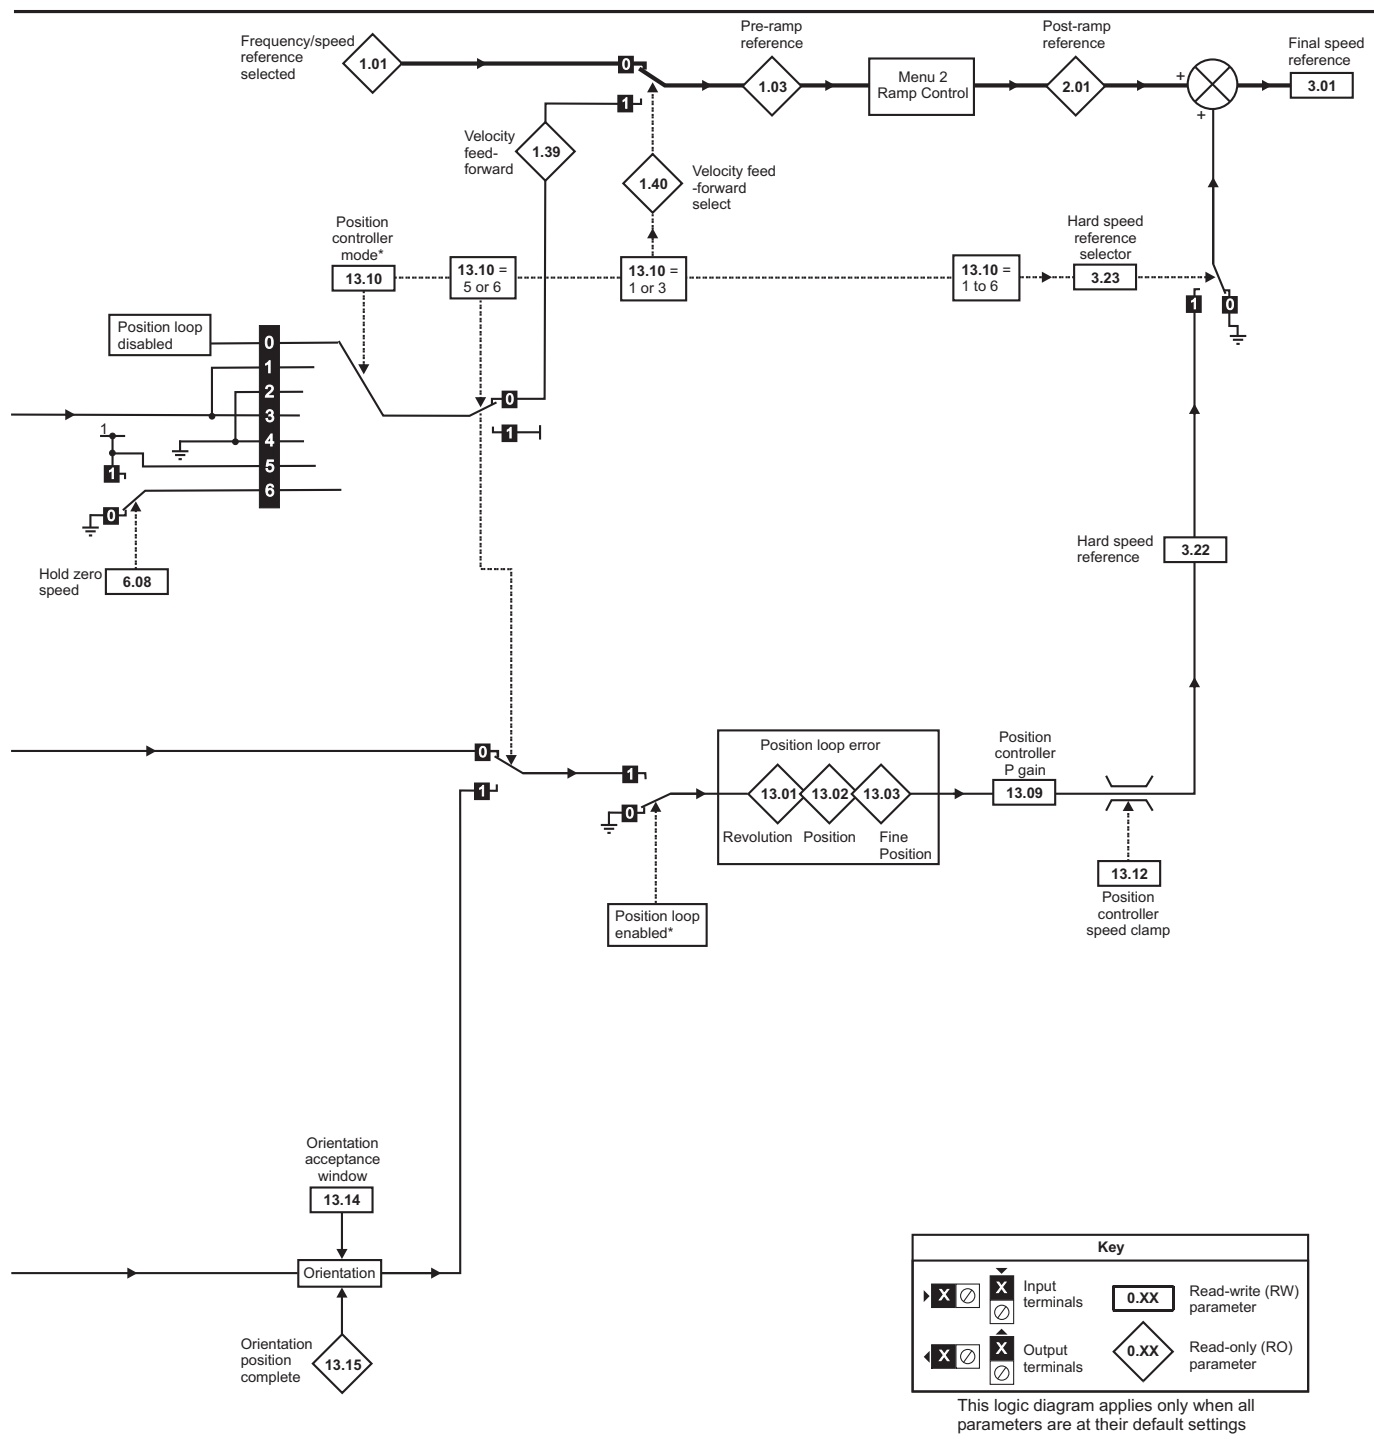 Frequency/speed
reference
selected
1.01
0
1
Pre-ramp
reference
1.03
Menu 2
Ramp Control
Post-ramp
reference
2.01
+
+
Final speed
reference
3.01
Velocity
feed-
forward
1.39
1.40
Velocity feed
-forward
select
Position
controller
mode*
13.10
13.10 =
5 or 6
13.10 =
1 or 3
13.10 =
1 to 6
Hard speed
reference
selector
3.23
1
0
Position loop
disabled
0
1
2
3
4
5
6
0
1
1
1
0
Hold zero
speed
6.08
Hard speed
reference
3.22
0
1
1
0
Position loop error
13.01
13.02
13.03
Revolution
Position
Fine
Position
Position
controller
P gain
13.09
13.12
Position
controller
speed clamp
Position loop
enabled*
Orientation
acceptance
window
13.14
Orientation
Orientation
position
complete
13.15
Key
X
X
Input
terminals
0.XX
Read-write (RW)
parameter
X
X
Output
terminals
0.XX
Read-only (RO)
parameter
This logic diagram applies only when all
parameters are at their default settings